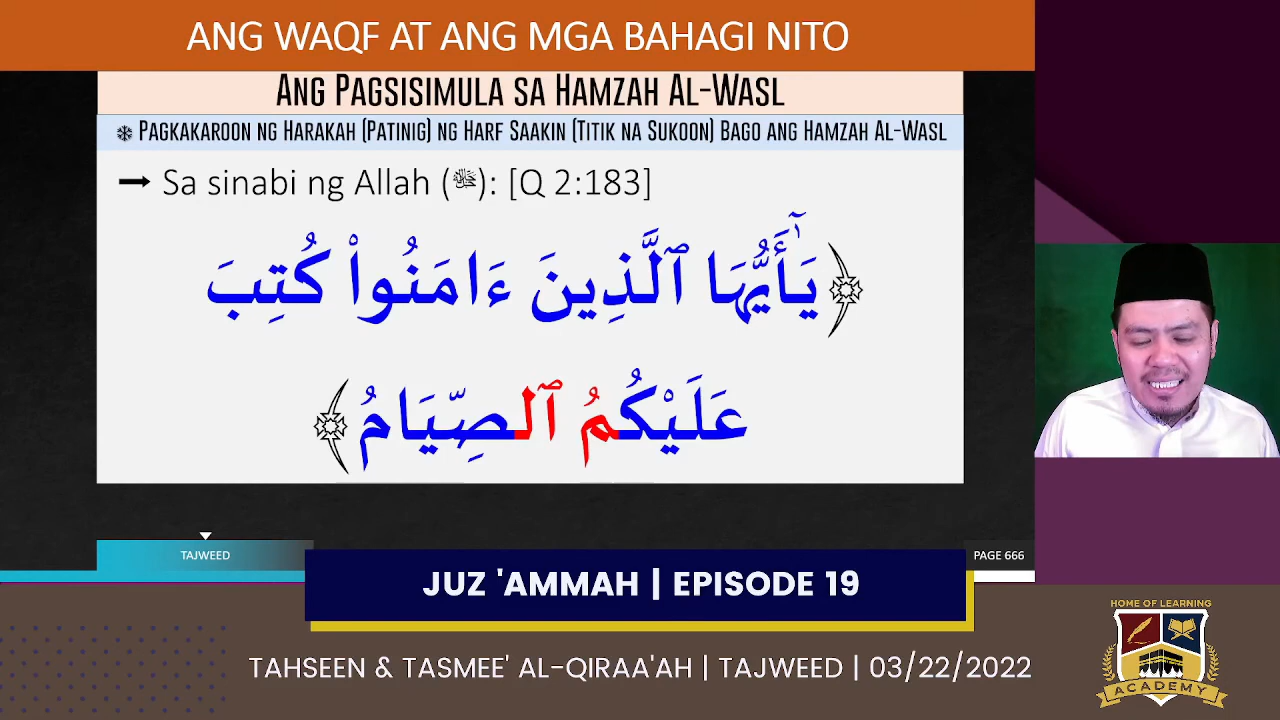 ANG WAQF AT ANG MGA BAHAGI NITO
ANG PAGSISIMULA SA HAMZAH AL-WASL
❄ PAGKAKAROON NG HARAKAH (PATINIG) NG HARF SAAKIN (TITIK NA SUKOON) BAGO ANG HAMZAH AL-WASL
→ Sa sinabi ng Allah (ﷻ): [Q 2:183]
﴿يَـٰٓأَيُّهَا ٱلَّذِينَ ءَامَنُوا۟ كُتِبَ
عَلَيْكُمُ ٱلصِّيَامُ﴾
TAJWEED
PAGE 666
JUZ 'AMMAH | EPISODE 19
TAHSEEN & TASMEE' AL-QIRAA'AH | TAJWEED | 03/22/2022
HOME OF LEARNING
ACADEMY